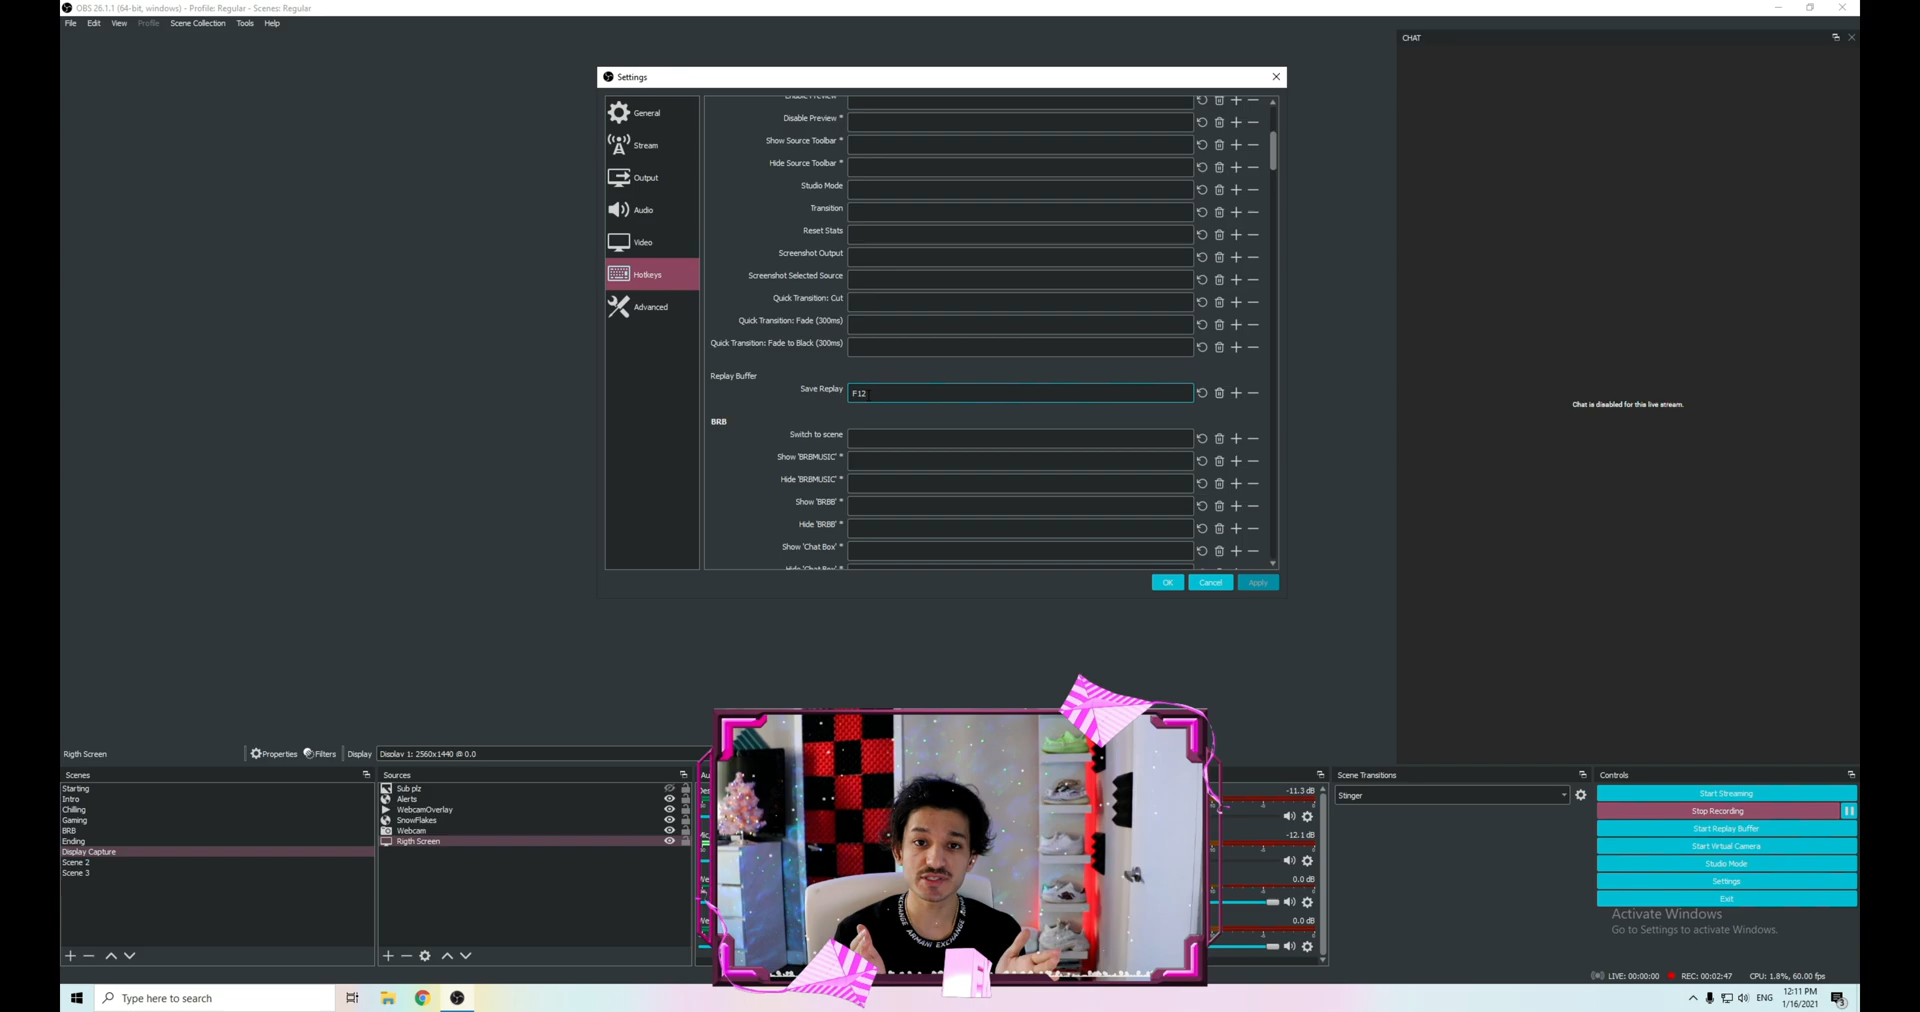 OBS 26.1.1 (64-bit, windows) - Profile: Regular - Scenes: Regular
File Edit View Profile Scene Collection Tools Help
CHAT
Settings
General
Stream
Output
Audio
Video
Hotkeys
Advanced
Enable Preview
Disable Preview *
Show Source Toolbar *
Hide Source Toolbar *
Studio Mode
Transition
Reset Stats
Screenshot Output
Screenshot Selected Source
Quick Transition: Cut
Quick Transition: Fade (300ms)
Quick Transition: Fade to Black (300ms)
Replay Buffer
Save Replay F12
BRB
Switch to scene
Show 'BRBMUSIC' *
Hide 'BRBMUSIC' *
Show 'BRBB' *
Hide 'BRBB' *
Show 'Chat Box' *
Hide 'Chat Box' *
OK Cancel Apply
Chat is disabled for this live stream.
Rigth Screen Properties Filters Display Display 1: 2560x1440 @ 0.0
Scenes
Starting
Intro
Chilling
Gaming
BRB
Ending
Display Capture
Scene 2
Scene 3
Sources
Sub plz
Alerts
WebcamOverlay
SnowFlakes
Webcam
Rigth Screen
-11.3 dB
-12.1 dB
0.0 dB
0.0 dB
Scene Transitions
Stinger
Controls
Start Streaming
Stop Recording
Start Replay Buffer
Start Virtual Camera
Studio Mode
Settings
Exit
Activate Windows
Go to Settings to activate Windows.
LIVE: 00:00:00 REC: 00:02:47 CPU: 1.8%, 60.00 fps
XCHANGE ARMANI EXCHANGE
Type here to search
ENG
12:11 PM
1/16/2021
3